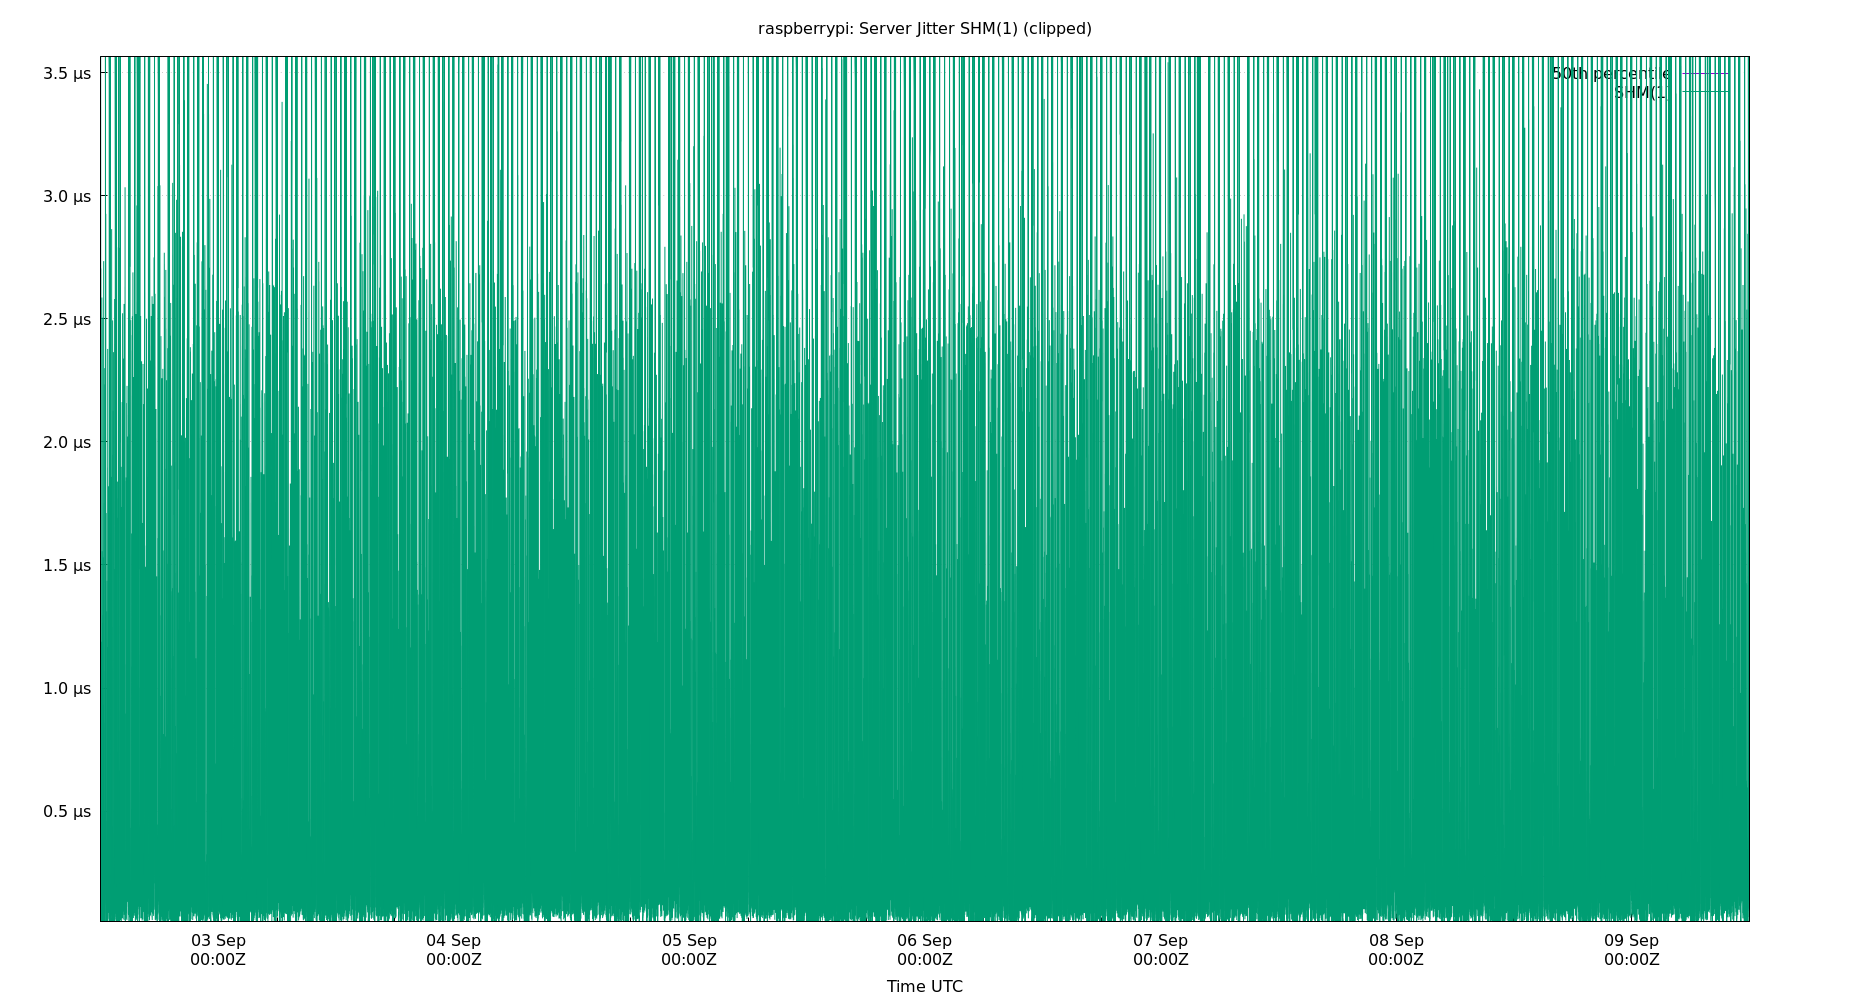 raspberrypi: Server Jitter SHM(1) (clipped)
3.5 µs
50th percentile
SHM(1)
3.0 µs
2.5 µs
2.0 µs
1.5 µs
1.0 µs
0.5 µs
03 Sep 04 Sep 05 Sep 06 Sep 07 Sep 08 Sep 09 Sep
00:00Z 00:00Z 00:00Z 00:00Z 00:00Z 00:00Z 00:00Z
Time UTC